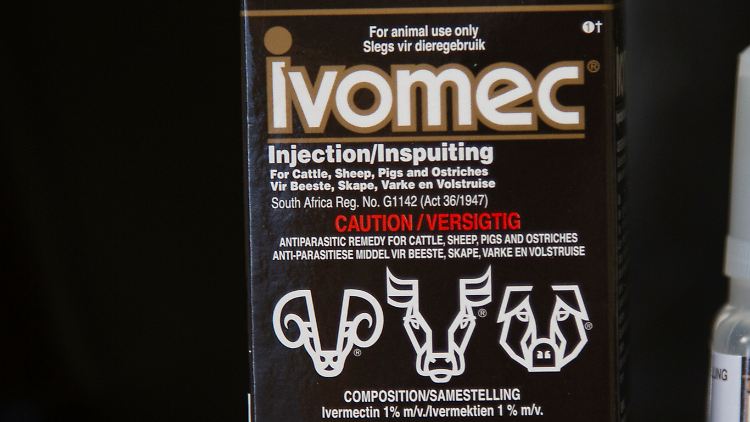 For animal use only
Slegs vir dieregebruik
1†
ivomec®
Injection/Inspuiting
For Cattle, Sheep, Pigs and Ostriches
Vir Beeste, Skape, Varke en Volstruise
South Africa Reg. No. G1142 (Act 36/1947)
CAUTION / VERSIGTIG
ANTIPARASITIC REMEDY FOR CATTLE, SHEEP, PIGS AND OSTRICHES
ANTI-PARASITIESE MIDDEL VIR BEESTE, SKAPE, VARKE EN VOLSTRUISE
® ® ®
COMPOSITION/SAMESTELLING
Ivermectin 1% m/v./Ivermektien 1 % m/v.